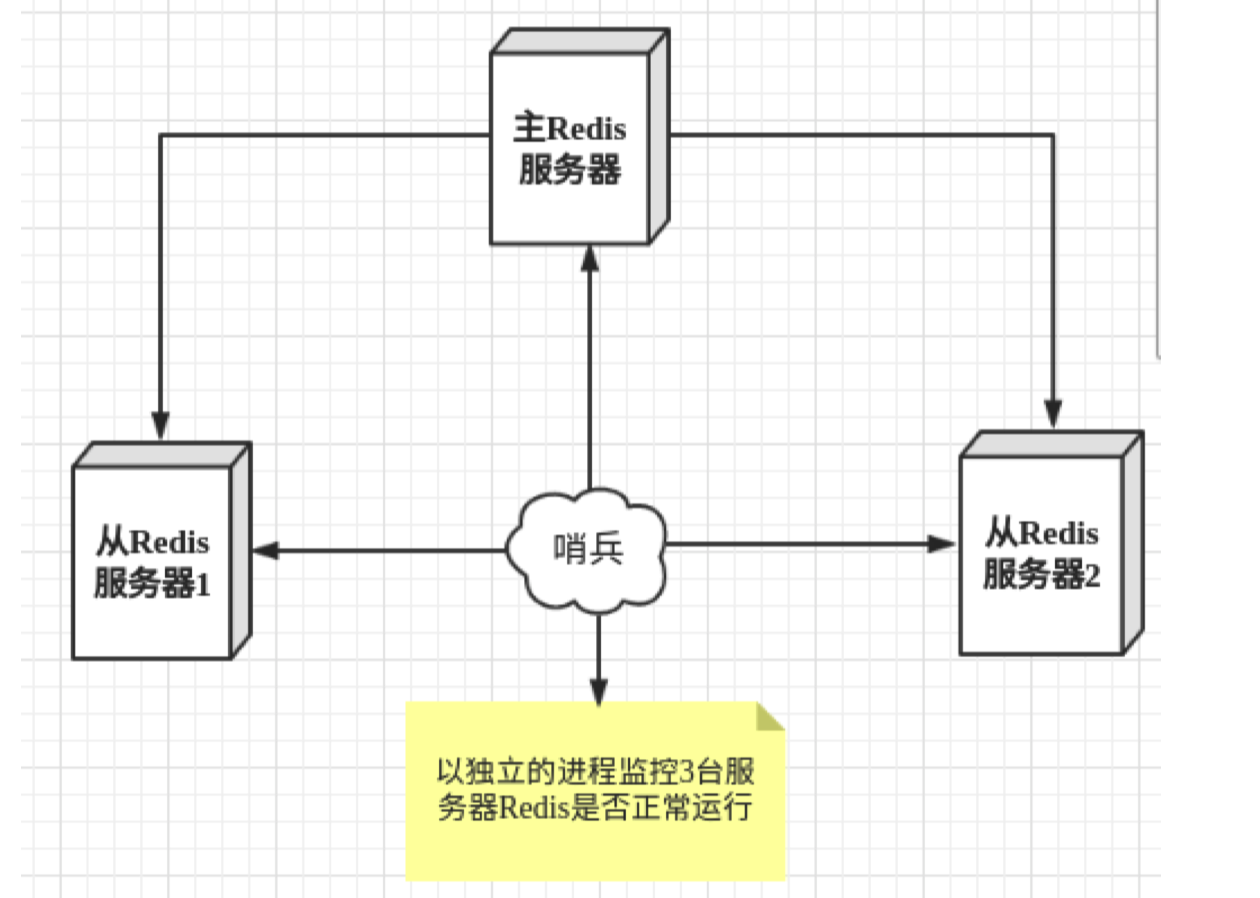 主Redis
服务器
从Redis
服务器1
哨兵
从Redis
服务器2
以独立的进程监控3台服
务器Redis是否正常运行